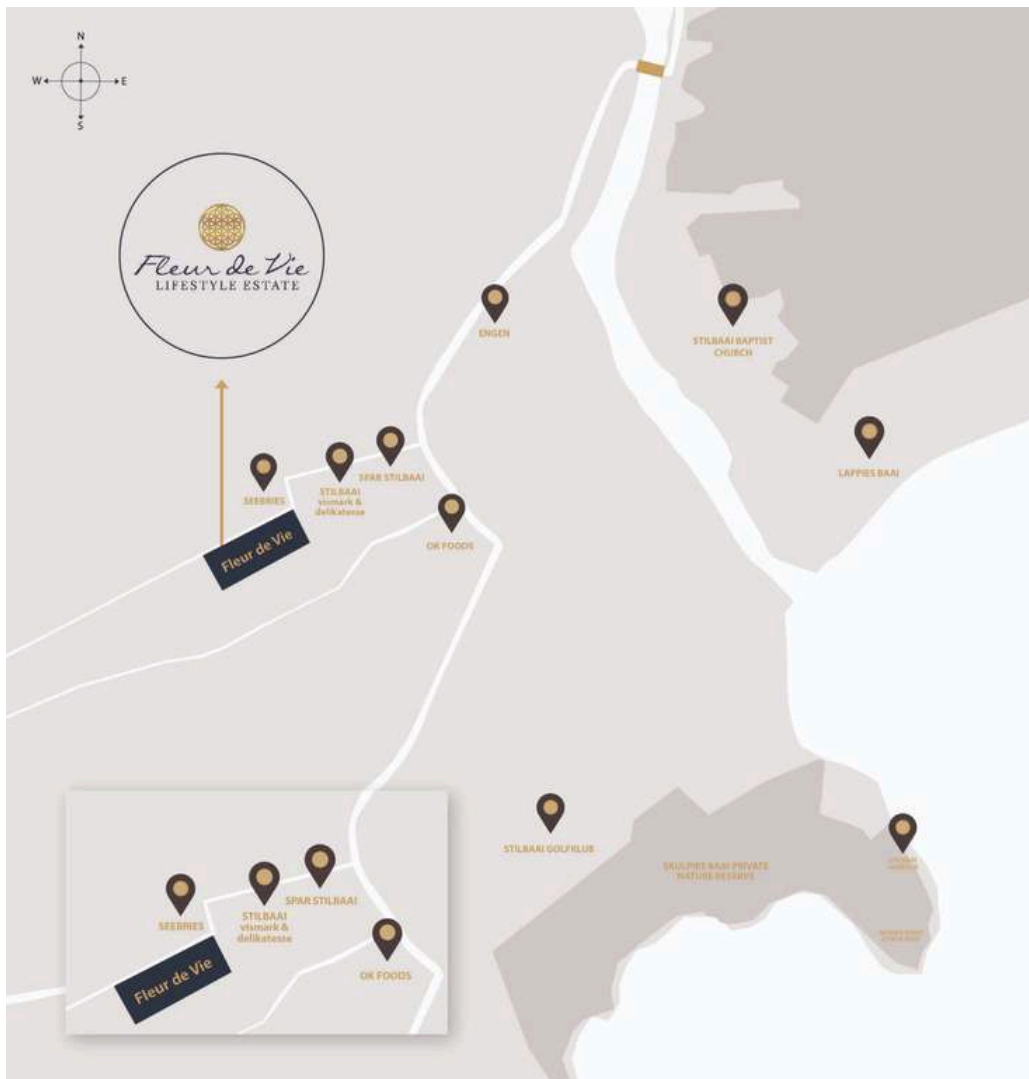 N
W
E
S
Fleur de Vie
LIFESTYLE ESTATE
ENGEN
STILBAAI BAPTIST
CHURCH
LAPPIES BAAI
SPAR STILBAAI
SEEBRIES
STILBAAI
vismark &
delikatesse
OK FOODS
Fleur de Vie
STILBAAI GOLFKLUB
SKULPIES BAAI PRIVATE
NATURE RESERVE
SPAR STILBAAI
SEEBRIES
STILBAAI
vismark &
delikatesse
OK FOODS
Fleur de Vie